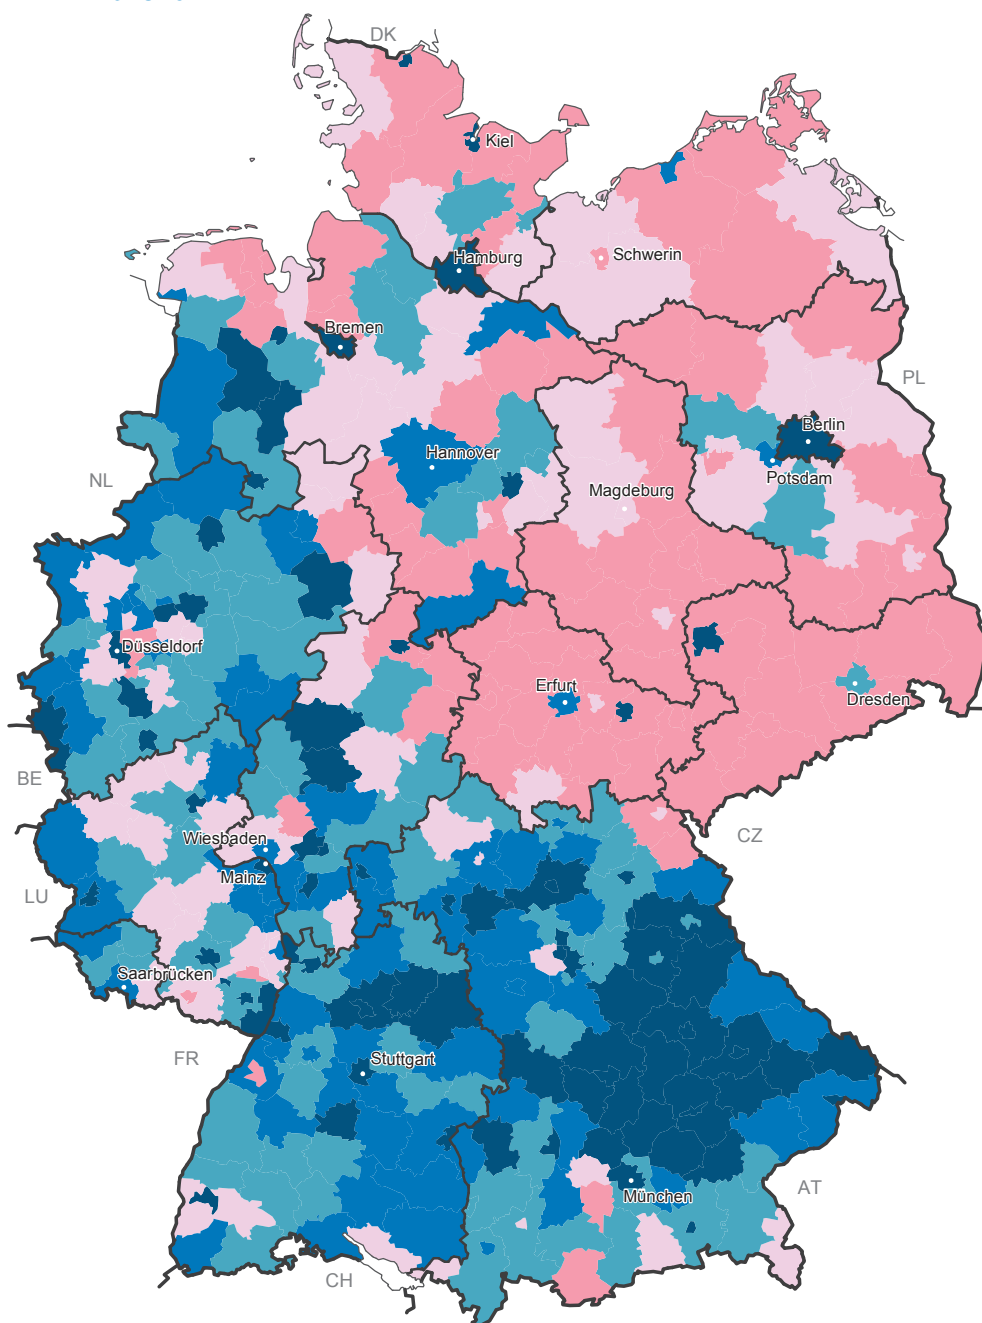 DK
Kiel
Schwerin
Hamburg
Bremen
PL
Berlin
Hannover
Potsdam
NL
Magdeburg
Düsseldorf
Erfurt
Dresden
BE
CZ
Wiesbaden
Mainz
LU
Saarbrücken
FR
Stuttgart
AT
München
CH